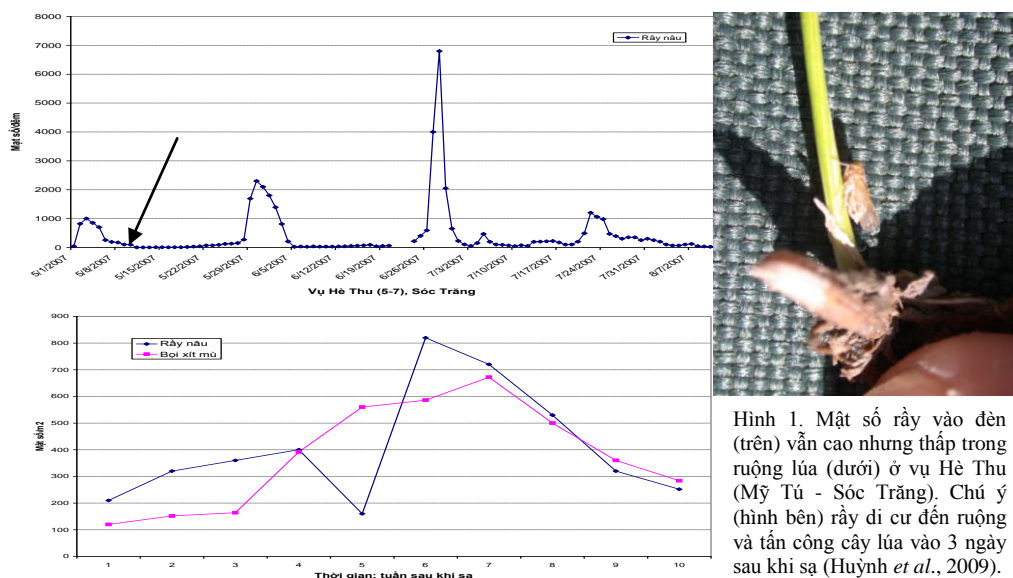 8000
7000
6000
5000
4000
3000
2000
1000
0
Mật số/đêm
Rầy nâu
5/1/2007
5/8/2007
5/15/2007
5/22/2007
5/29/2007
6/5/2007
6/12/2007
6/19/2007
6/26/2007
7/3/2007
7/10/2007
7/17/2007
7/24/2007
7/31/2007
8/7/2007
Vụ Hè Thu (5-7), Sóc Trăng
900
800
700
600
500
400
300
200
100
0
Mật số/m2
Rầy nâu
Bọi xít mù
1 2 3 4 5 6 7 8 9 10
Thời gian: tuần sau khi sạ
Hình 1. Mật số rầy vào đèn
(trên) vẫn cao nhưng thấp trong
ruộng lúa (dưới) ở vụ Hè Thu
(Mỹ Tú - Sóc Trăng). Chú ý
(hình bên) rầy di cư đến ruộng
và tấn công cây lúa vào 3 ngày
sau khi sạ (Huỳnh et al., 2009).